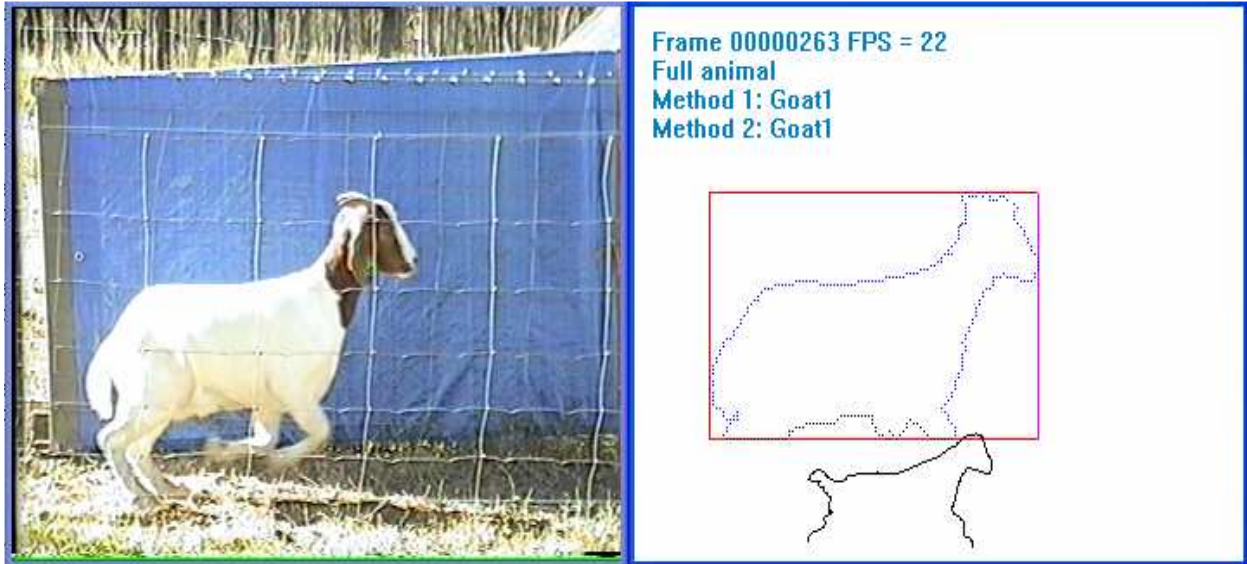 Frame 00000263 FPS = 22
Full animal
Method 1: Goat1
Method 2: Goat1